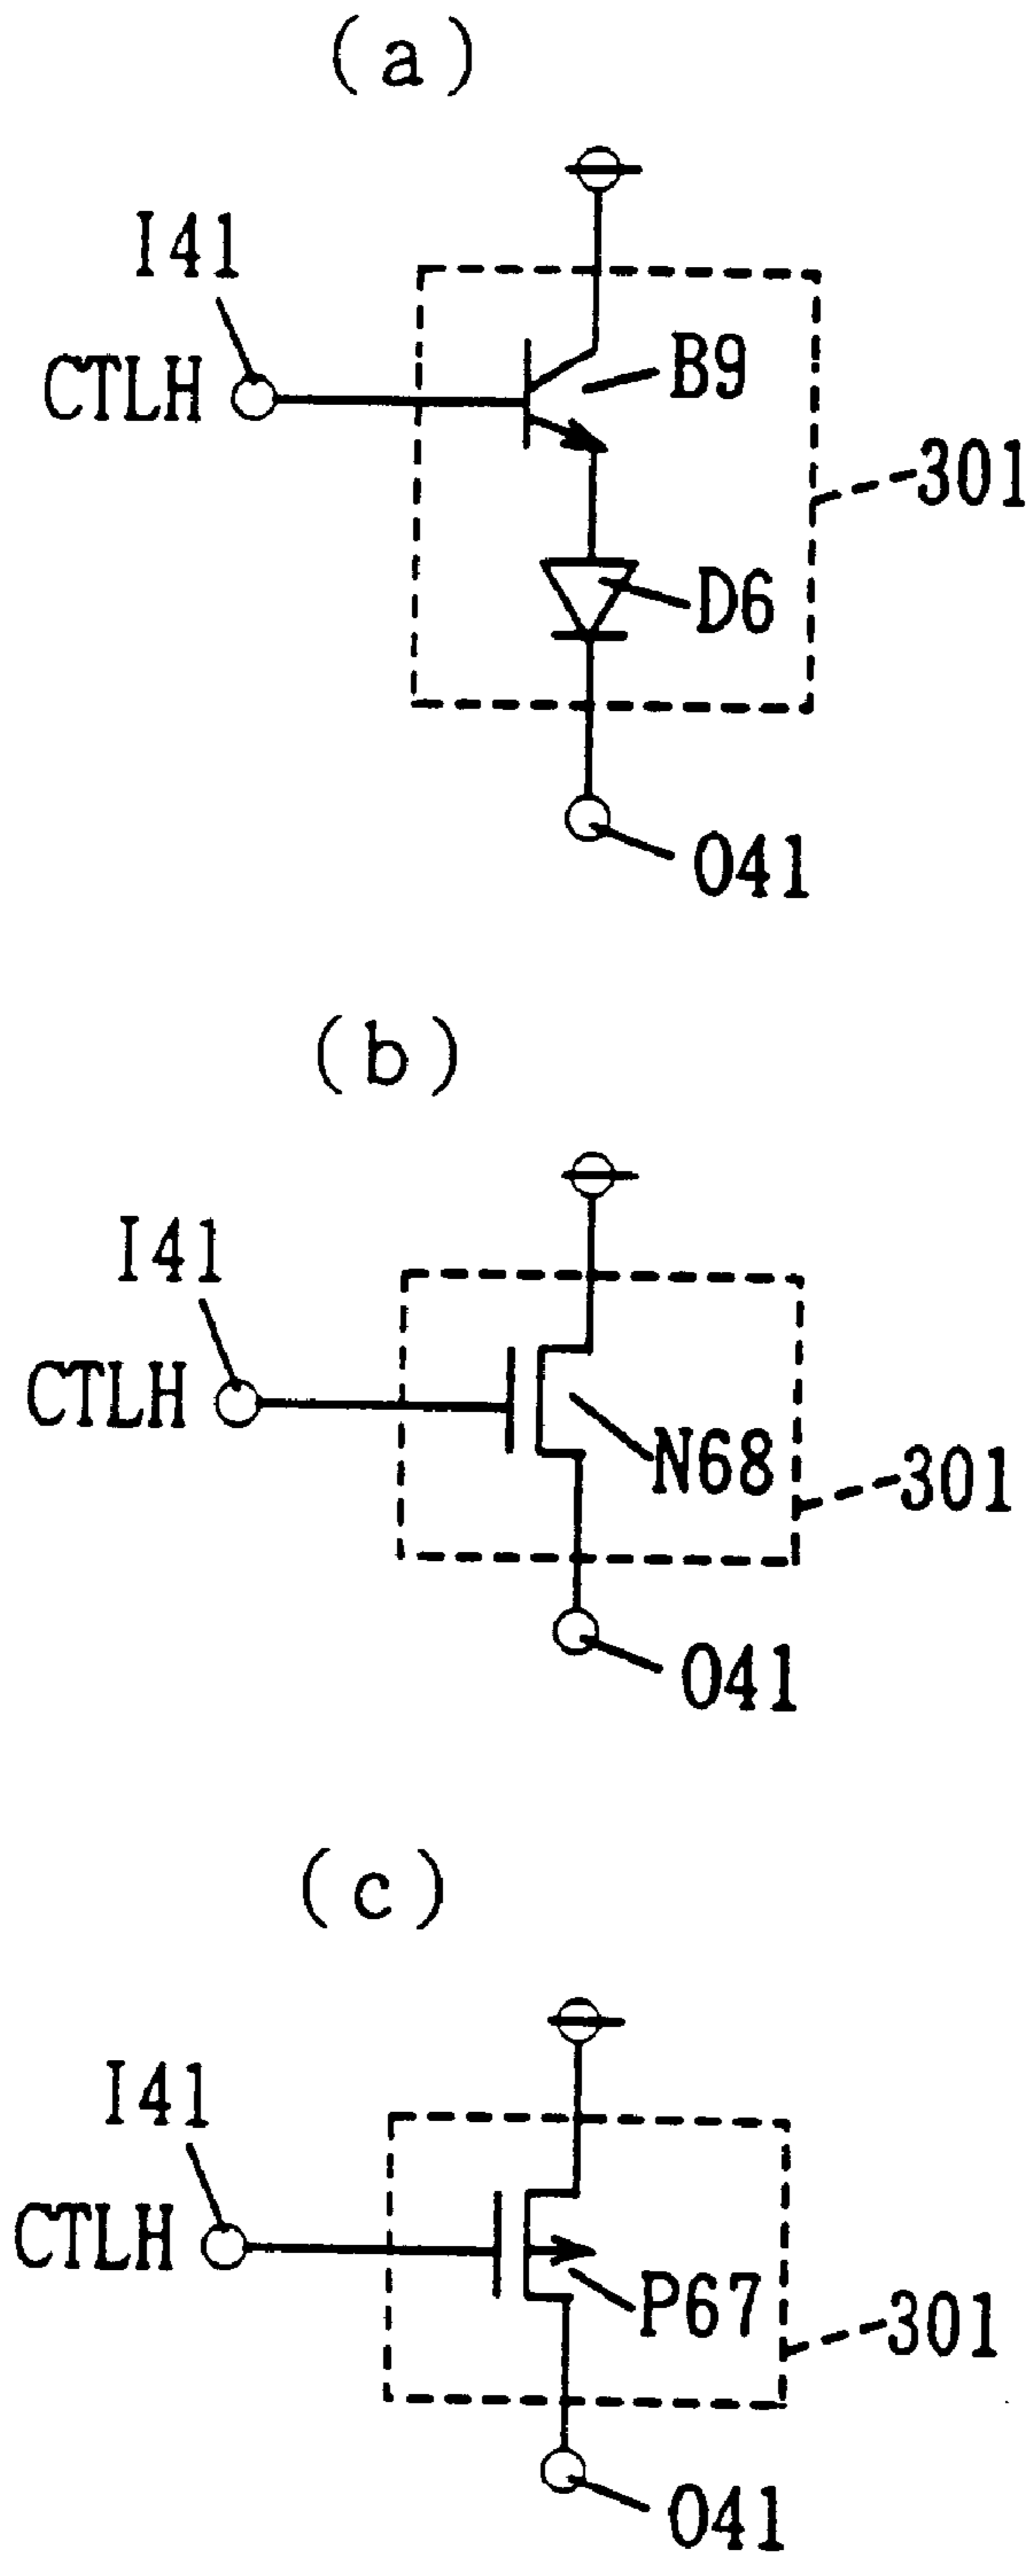 (a)
I41
CTLH
B9
301
D6
O41
(b)
I41
CTLH
N68
301
O41
(c)
I41
CTLH
P67
301
O41